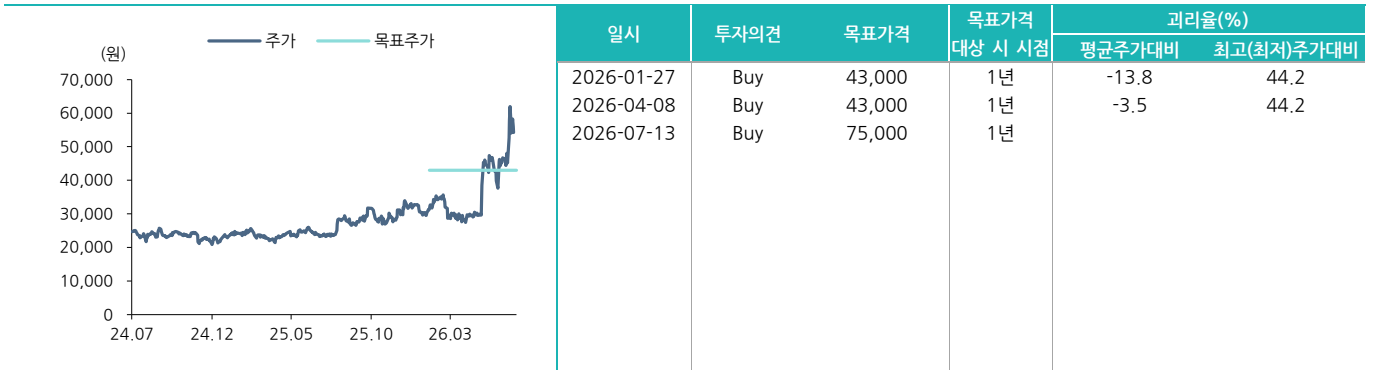 주가 목표주가
(원)
70,000
60,000
50,000
40,000
30,000
20,000
10,000
0
24.07 24.12 25.05 25.10 26.03
일시 투자의견 목표가격 목표가격 대상 시 시점 괴리율(%)
평균주가대비 최고(최저)주가대비
2026-01-27 Buy 43,000 1년 -13.8 44.2
2026-04-08 Buy 43,000 1년 -3.5 44.2
2026-07-13 Buy 75,000 1년